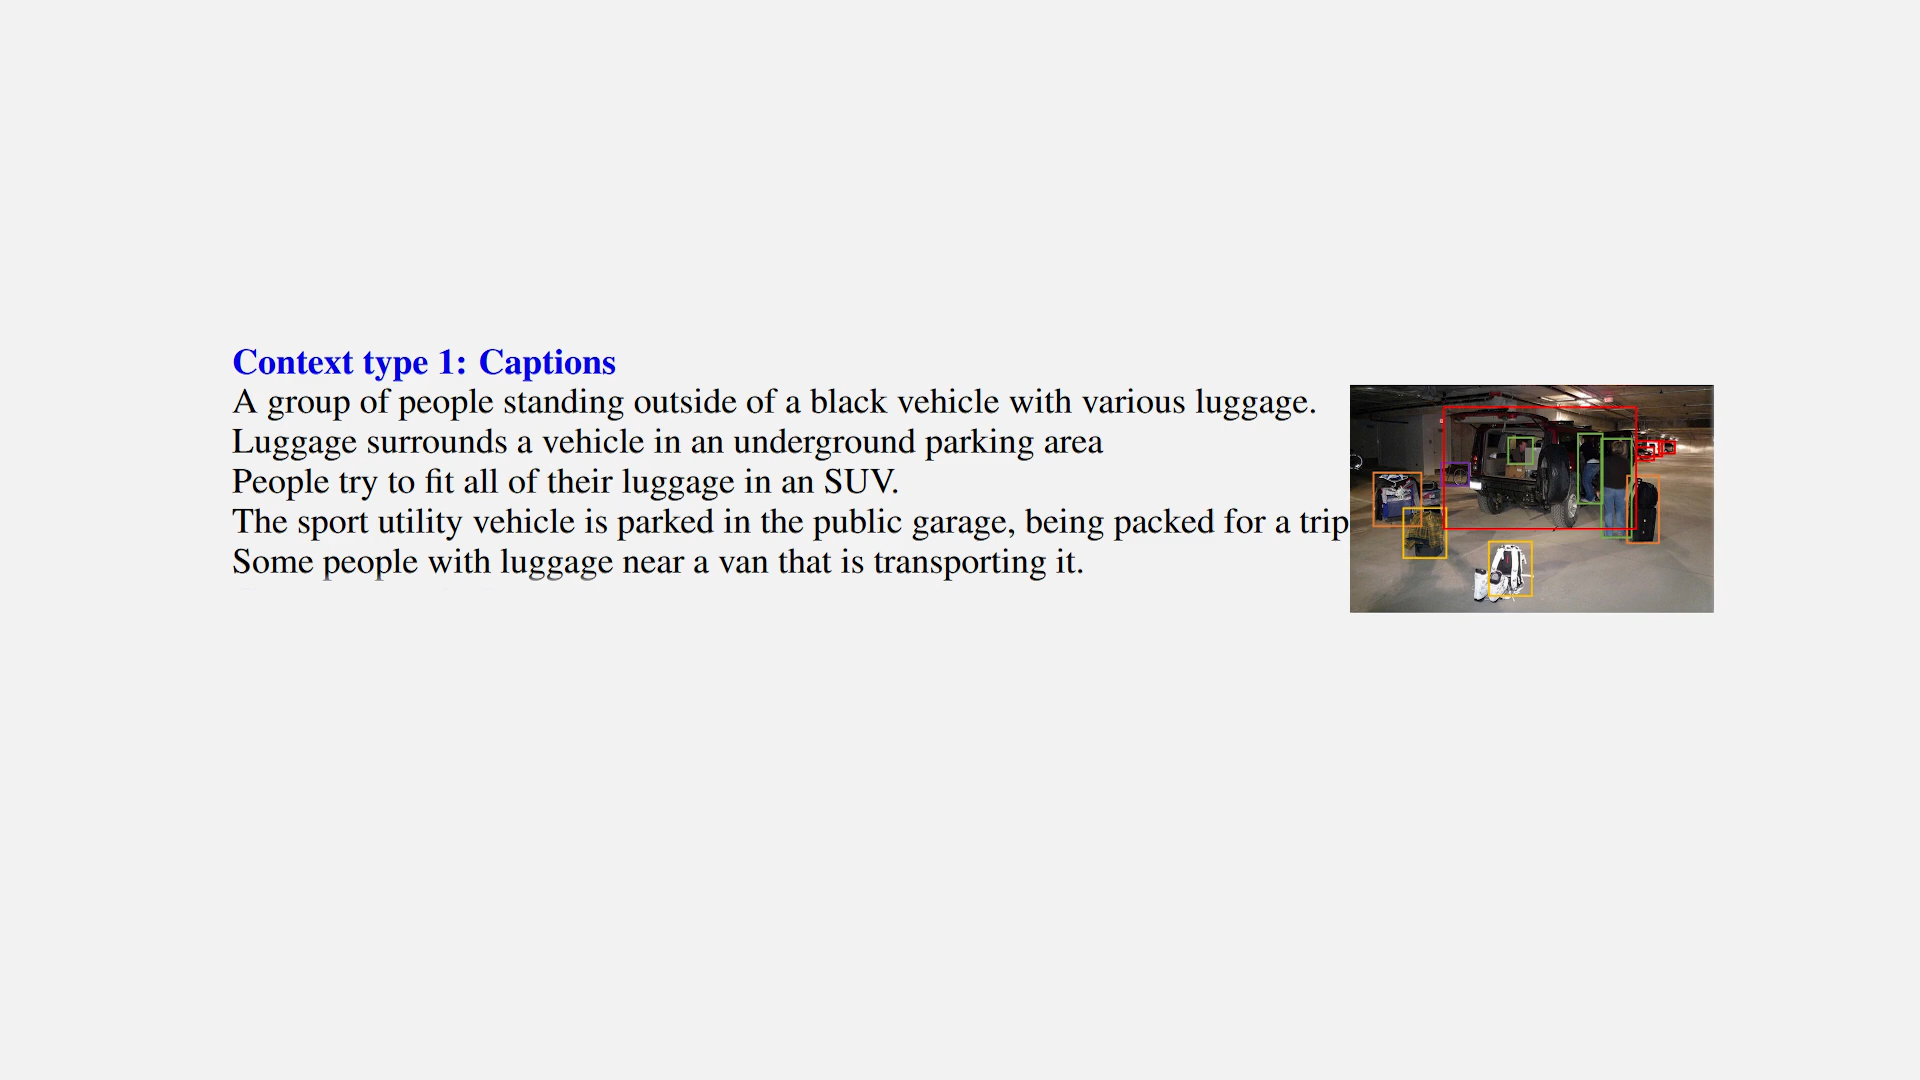 Context type 1: Captions
A group of people standing outside of a black vehicle with various luggage.
Luggage surrounds a vehicle in an underground parking area
People try to fit all of their luggage in an SUV.
The sport utility vehicle is parked in the public garage, being packed for a trip
Some people with luggage near a van that is transporting it.